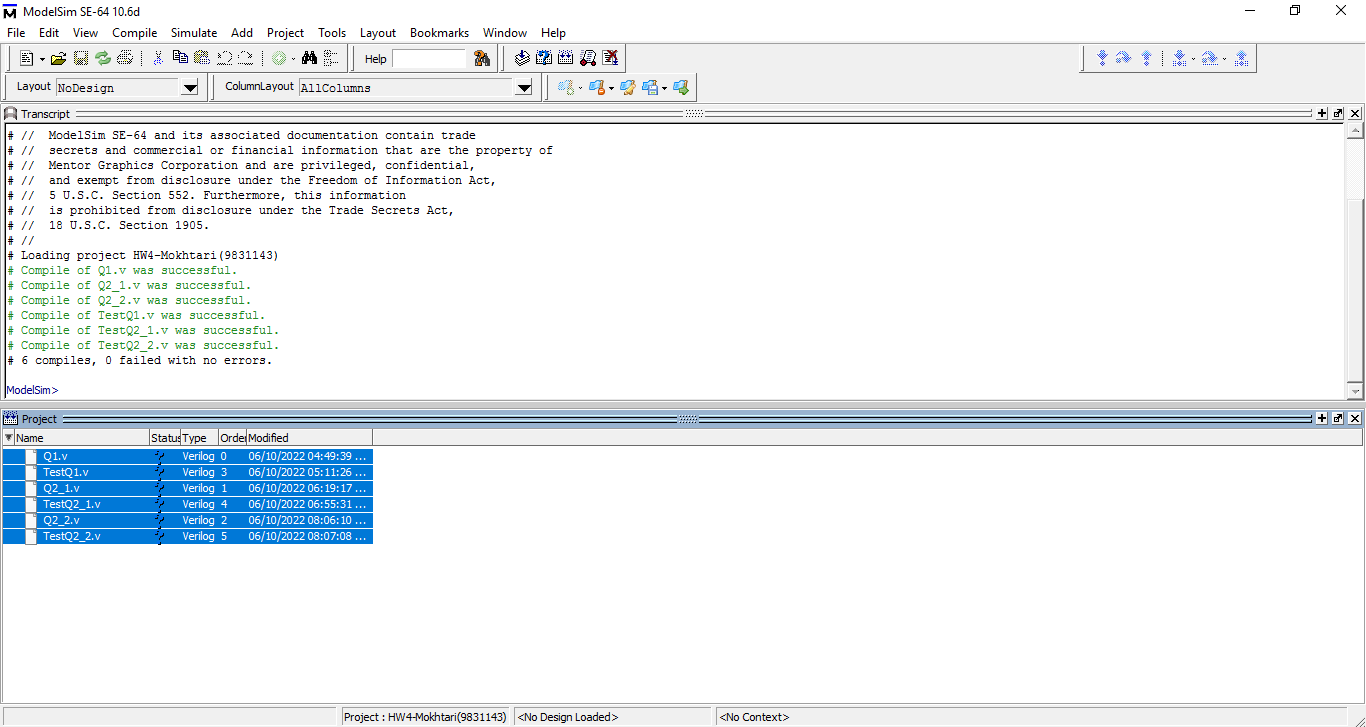 ModelSim SE-64 10.6d
File Edit View Compile Simulate Add Project Tools Layout Bookmarks Window Help
Help
Layout NoDesign ColumnLayout AllColumns
Transcript
# // ModelSim SE-64 and its associated documentation contain trade
# // secrets and commercial or financial information that are the property of
# // Mentor Graphics Corporation and are privileged, confidential,
# // and exempt from disclosure under the Freedom of Information Act,
# // 5 U.S.C. Section 552. Furthermore, this information
# // is prohibited from disclosure under the Trade Secrets Act,
# // 18 U.S.C. Section 1905.
# //
# Loading project HW4-Mokhtari(9831143)
# Compile of Q1.v was successful.
# Compile of Q2_1.v was successful.
# Compile of Q2_2.v was successful.
# Compile of TestQ1.v was successful.
# Compile of TestQ2_1.v was successful.
# Compile of TestQ2_2.v was successful.
# 6 compiles, 0 failed with no errors.
ModelSim>
Project
Name Status Type Order Modified
Q1.v Verilog 0 06/10/2022 04:49:39 ...
TestQ1.v Verilog 3 06/10/2022 05:11:26 ...
Q2_1.v Verilog 1 06/10/2022 06:19:17 ...
TestQ2_1.v Verilog 4 06/10/2022 06:55:31 ...
Q2_2.v Verilog 2 06/10/2022 08:06:10 ...
TestQ2_2.v Verilog 5 06/10/2022 08:07:08 ...
Project : HW4-Mokhtari(9831143) <No Design Loaded> <No Context>